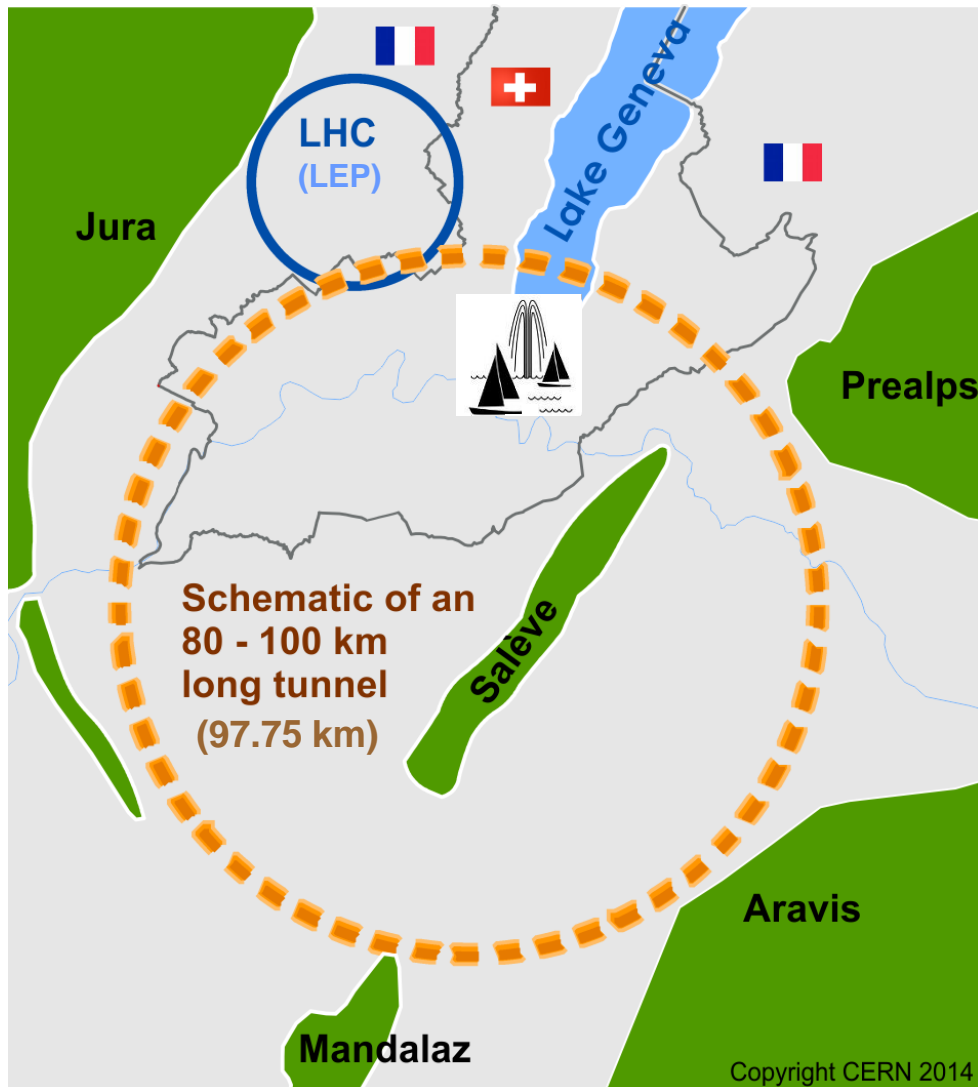 Lake Geneva
LHC
(LEP)
Jura
Prealps
Schematic of an
80 - 100 km
long tunnel
(97.75 km)
Salève
Aravis
Mandalaz
Copyright CERN 2014